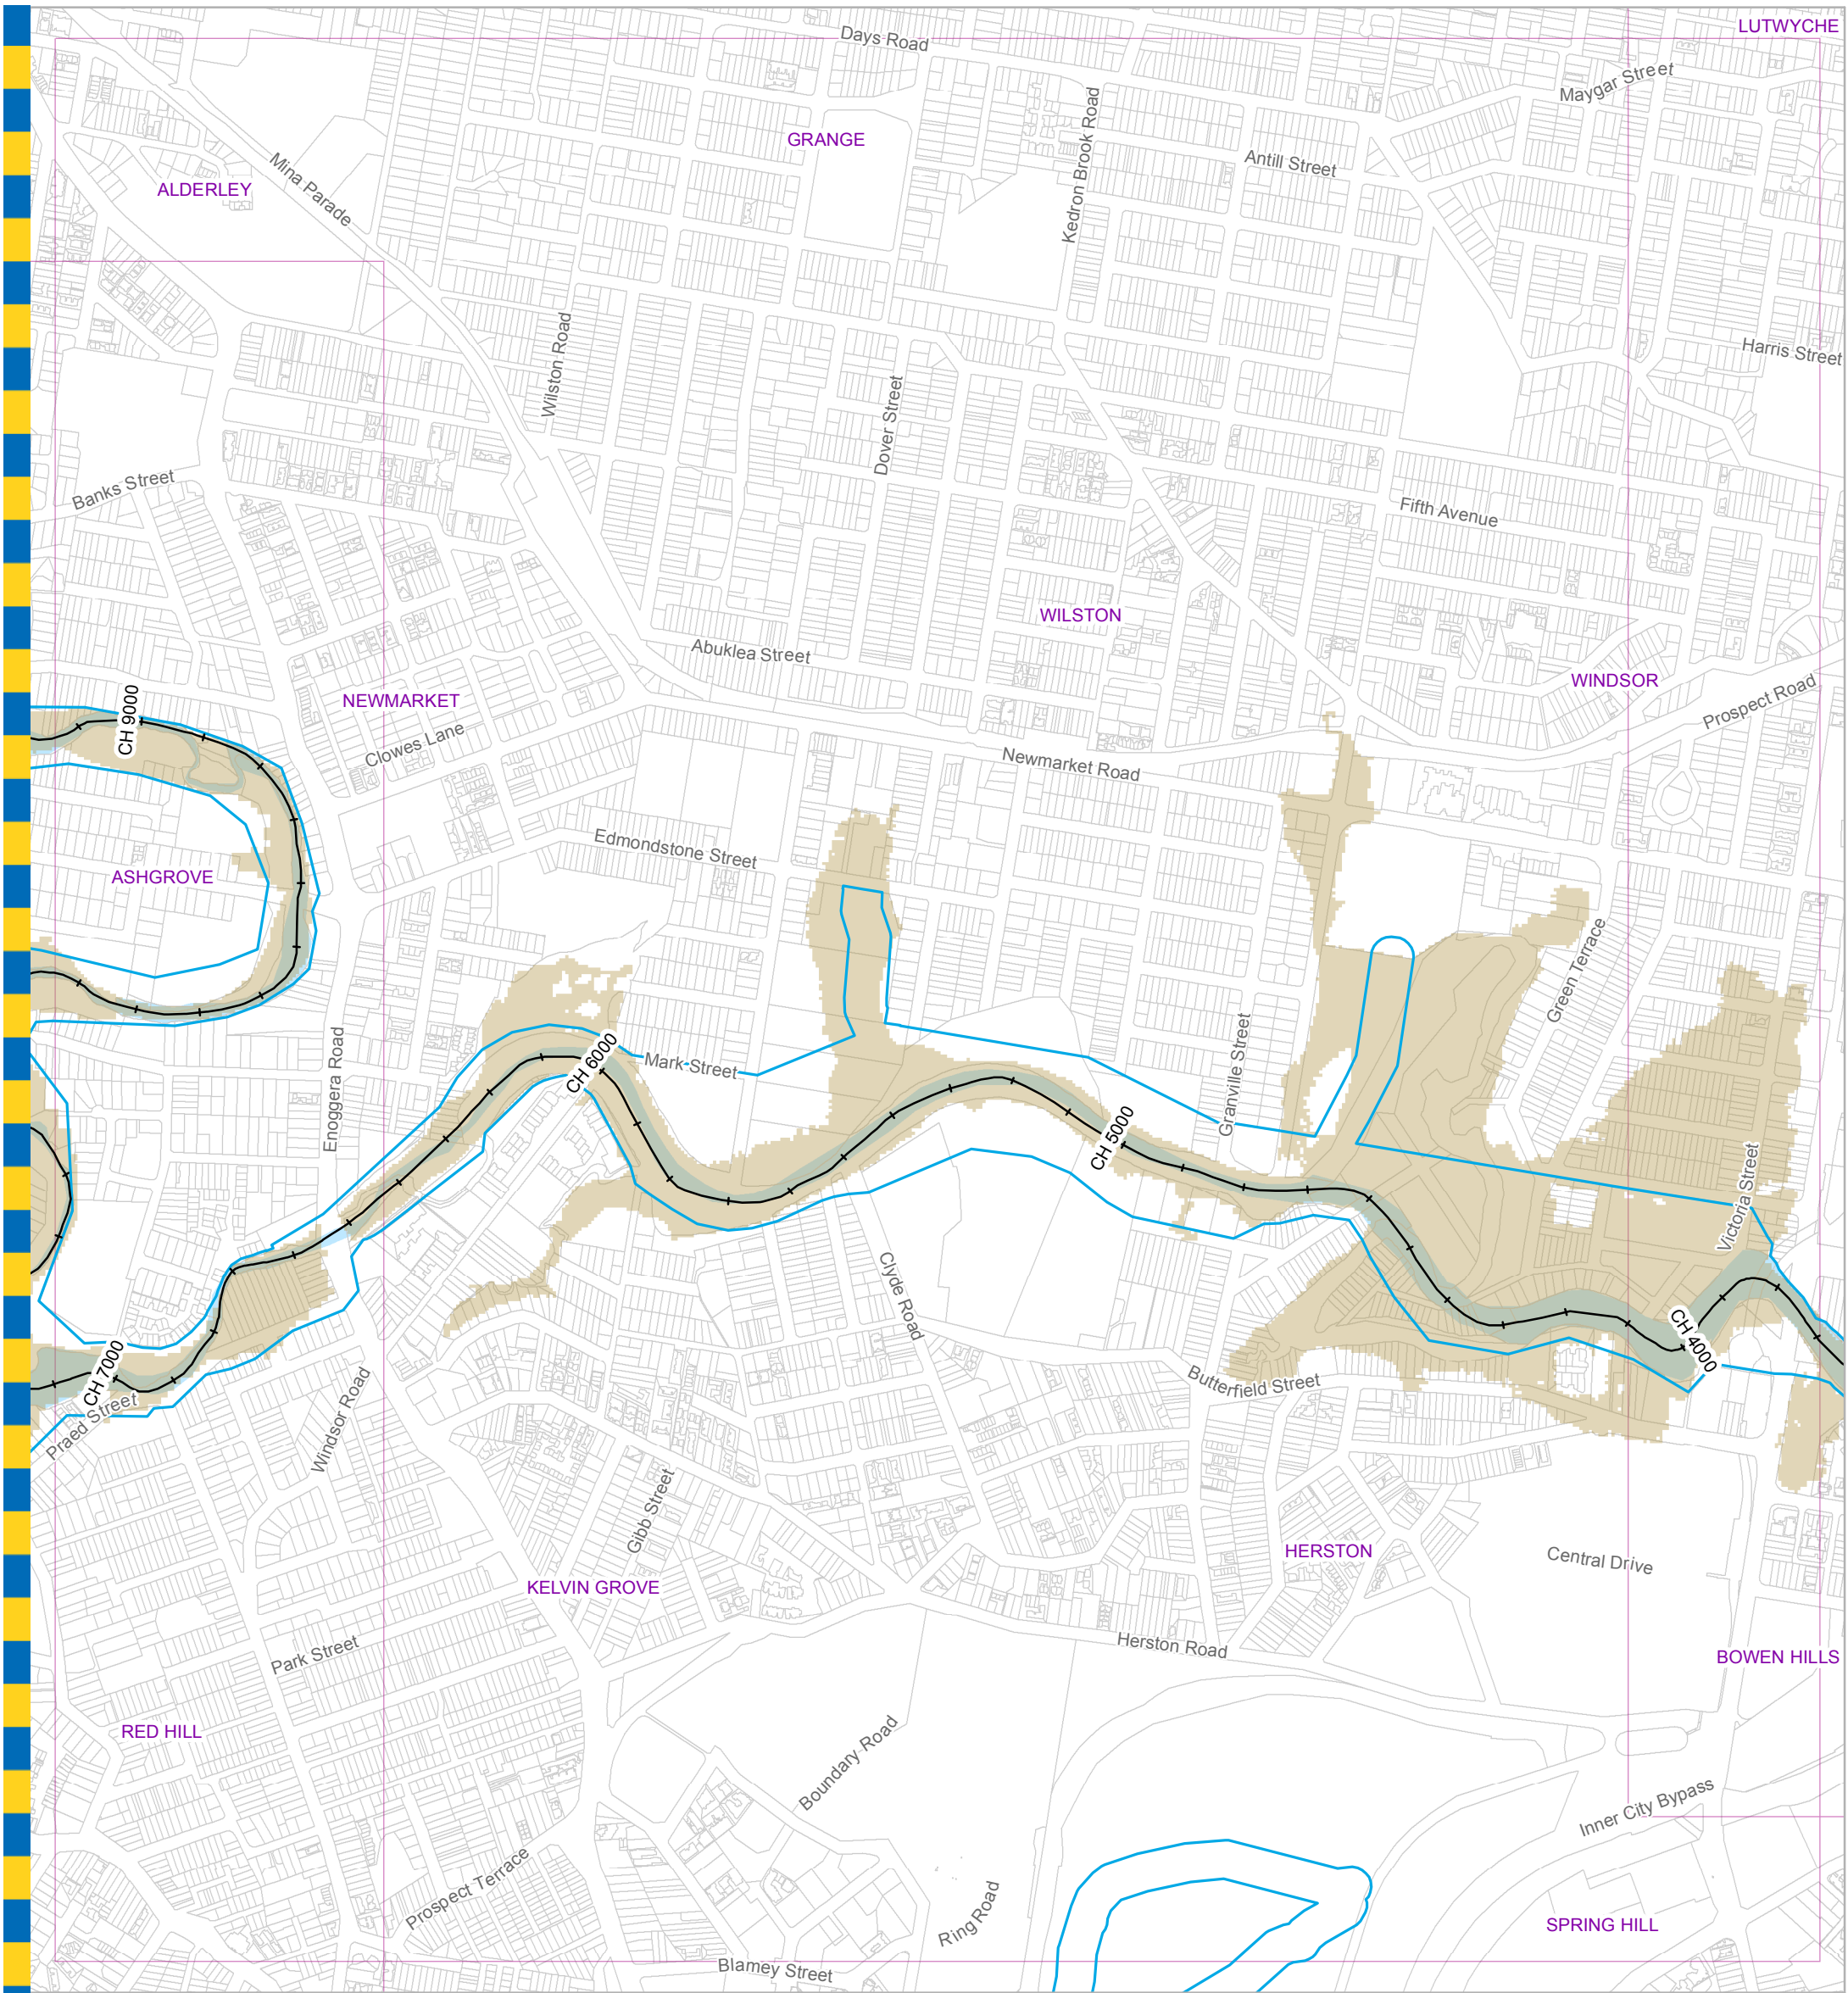 LUTWYCHE
Days Road
Maygar Street
GRANGE
Kedron Brook Road
Antill Street
ALDERLEY
Mina Parade
Harris Street
Wilston Road
Dover Street
Banks Street
Fifth Avenue
WILSTON
Abuklea Street
WINDSOR
NEWMARKET
Prospect Road
CH 9000
Clowes Lane
Newmarket Road
Edmondstone Street
ASHGROVE
Green Terrace
Enoggera Road
CH 6000
Mark Street
Granville Street
CH 5000
Victoria Street
Clyde Road
CH 4000
CH 7000
Butterfield Street
Praed Street
Windsor Road
Gibb Street
HERSTON
Central Drive
KELVIN GROVE
Herston Road
Park Street
BOWEN HILLS
RED HILL
Boundary Road
Inner City Bypass
Prospect Terrace
Ring Road
SPRING HILL
Blamey Street